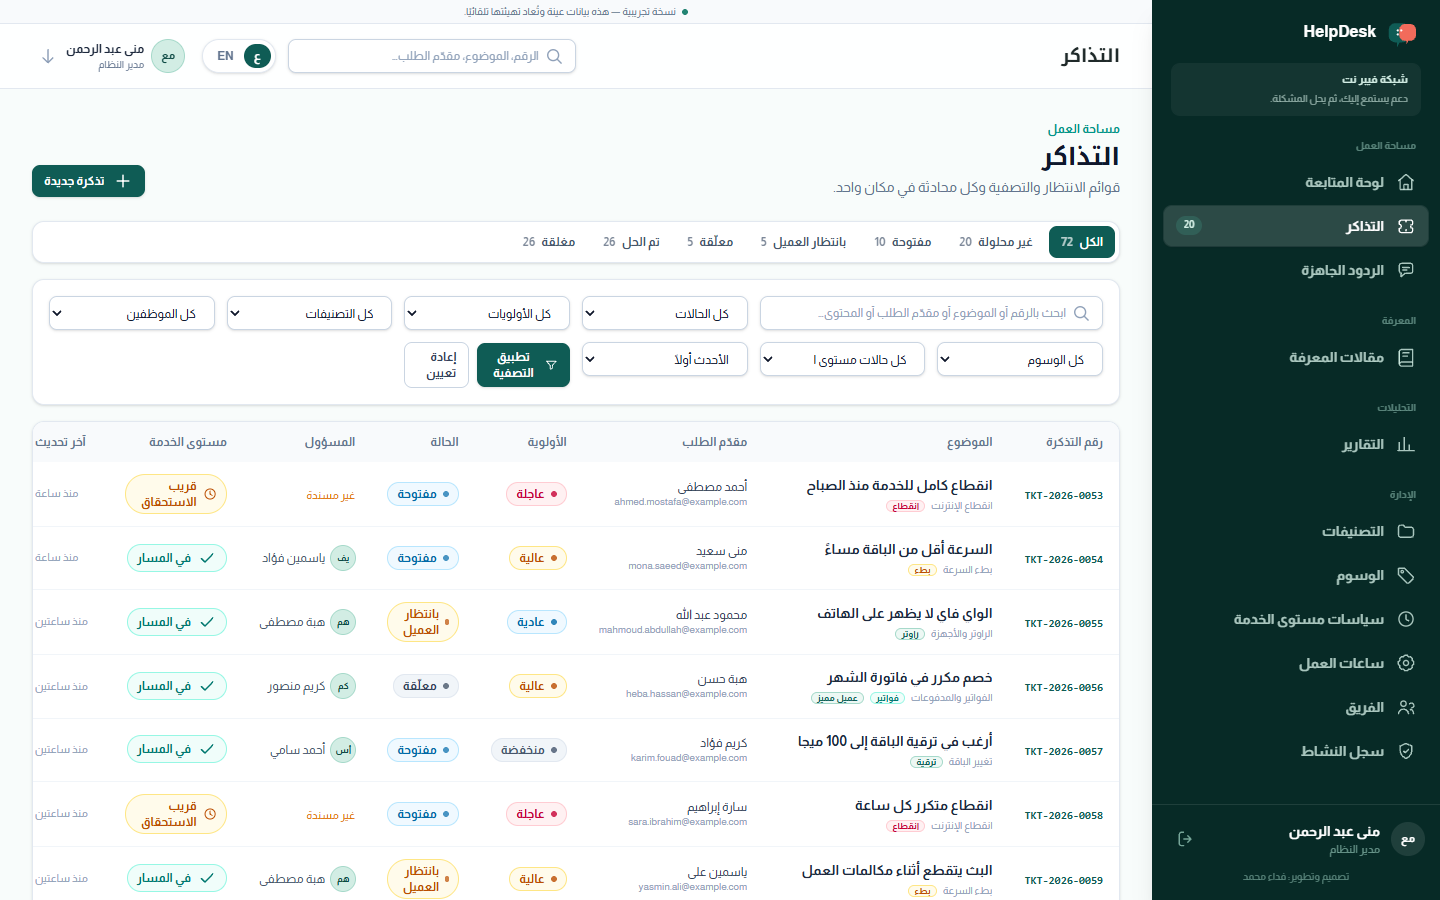 نسخة تجريبية — هذه بيانات عينة وتُعاد تهيئتها تلقائيًا.
HelpDesk
شبكة فيبر نت
دعم يستمع إليك، ثم يحل المشكلة.
مساحة العمل
لوحة المتابعة
التذاكر 20
الردود الجاهزة
المعرفة
مقالات المعرفة
التحليلات
التقارير
الإدارة
التصنيفات
الوسوم
سياسات مستوى الخدمة
ساعات العمل
الفريق
سجل النشاط
مع منى عبد الرحمن
مدير النظام
تصميم وتطوير: فداء محمد
التذاكر
الرقم، الموضوع، مقدّم الطلب...
ع EN
مع منى عبد الرحمن
مدير النظام
مساحة العمل
التذاكر
قوائم الانتظار والتصفية وكل محادثة في مكان واحد.
تذكرة جديدة
الكل 72 غير محلولة 20 مفتوحة 10 بانتظار العميل 5 معلّقة 5 تم الحل 26 مغلقة 26
ابحث بالرقم أو الموضوع أو مقدّم الطلب أو المحتوى... كل الحالات كل الأولويات كل التصنيفات كل الموظفين
كل الوسوم كل حالات مستوى ا الأحدث أولًا تطبيق التصفية إعادة تعيين
رقم التذكرة الموضوع مقدّم الطلب الأولوية الحالة المسؤول مستوى الخدمة آخر تحديث
TKT-2026-0053 انقطاع كامل للخدمة منذ الصباح أحمد مصطفى عاجلة مفتوحة غير مسندة قريب الاستحقاق منذ ساعة
انقطاع الإنترنت انقطاع ahmed.mostafa@example.com
TKT-2026-0054 السرعة أقل من الباقة مساءً منى سعيد عالية مفتوحة يف ياسمين فؤاد في المسار منذ ساعة
بطء السرعة بطء mona.saeed@example.com
TKT-2026-0055 الواي فاي لا يظهر على الهاتف محمود عبد الله عادية بانتظار العميل هم هبة مصطفى في المسار منذ ساعتين
الراوتر والأجهزة راوتر mahmoud.abdullah@example.com
TKT-2026-0056 خصم مكرر في فاتورة الشهر هبة حسن عالية معلّقة كم كريم منصور في المسار منذ ساعتين
الفواتير والمدفوعات فواتير عميل مميز heba.hassan@example.com
TKT-2026-0057 أرغب في ترقية الباقة إلى 100 ميجا كريم فؤاد منخفضة مفتوحة أس أحمد سامي في المسار منذ ساعتين
تغيير الباقة ترقية karim.fouad@example.com
TKT-2026-0058 انقطاع متكرر كل ساعة سارة إبراهيم عاجلة مفتوحة غير مسندة قريب الاستحقاق منذ ساعتين
انقطاع الإنترنت انقطاع sara.ibrahim@example.com
TKT-2026-0059 البث يتقطع أثناء مكالمات العمل ياسمين علي عالية بانتظار العميل هم هبة مصطفى في المسار منذ ساعتين
بطء السرعة بطء yasmin.ali@example.com